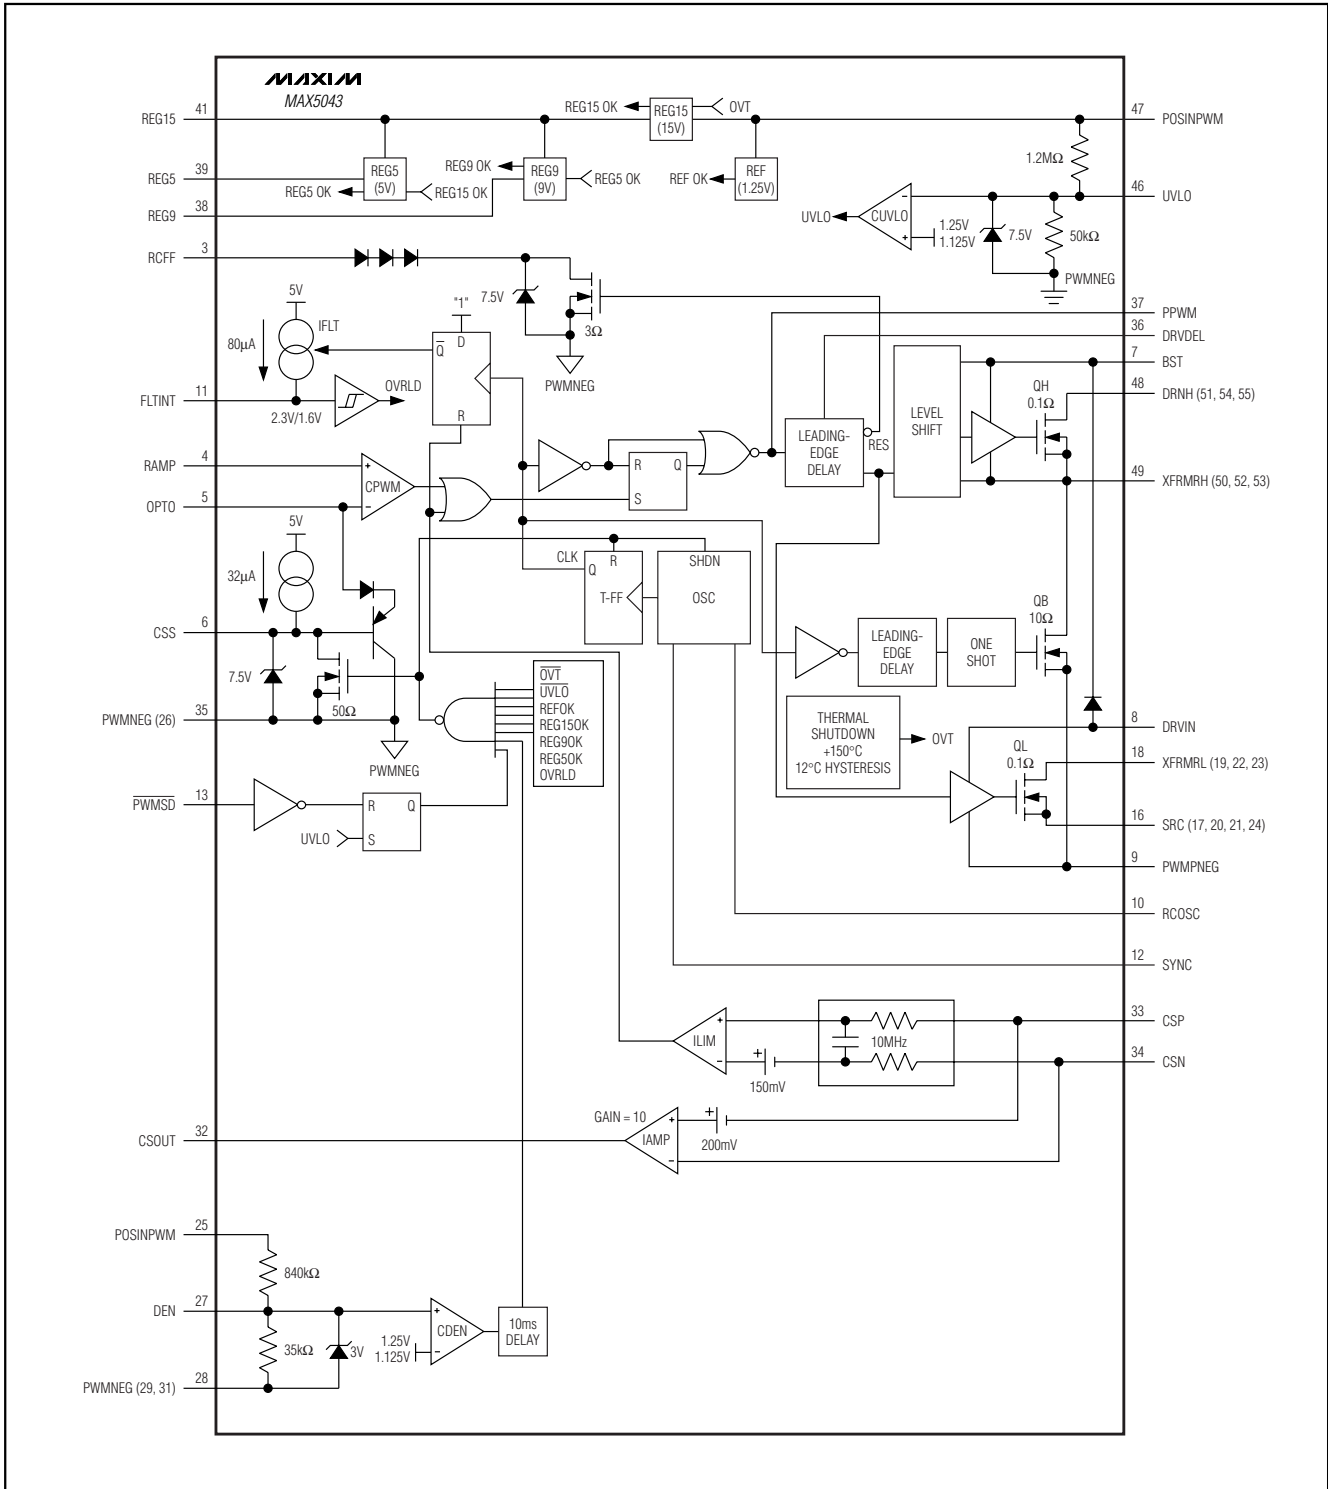 MAXIM
MAX5043
41
REG15
REG15 OK
REG15
(15V)
OVT
47
POSINPWM
1.2MΩ
39
REG5
REG5
(5V)
REG5 OK
REG15 OK
REG9 OK
REG9
(9V)
REG5 OK
REF OK
REF
(1.25V)
38
REG9
46
UVLO
UVLO
CUVLO
-
+
1.25V
1.125V
7.5V
50kΩ
PWMNEG
3
RCFF
7.5V
3Ω
PWMNEG
5V
IFLT
80µA
"1"
D
Q̅
R
11
FLTINT
2.3V/1.6V
OVRLD
37
PPWM
36
DRVDEL
7
BST
48
DRNH (51, 54, 55)
QH
0.1Ω
LEVEL
SHIFT
LEADING-
EDGE
DELAY
RES
49
XFRMRH (50, 52, 53)
4
RAMP
5
OPTO
+
CPWM
-
R
Q
S
5V
32µA
CLK
R
Q
T-FF
SHDN
OSC
6
CSS
7.5V
50Ω
35
PWMNEG (26)
PWMNEG
O̅V̅T̅
U̅V̅L̅O̅
REFOK
REG15OK
REG9OK
REG5OK
OVRLD
LEADING-
EDGE
DELAY
ONE
SHOT
QB
10Ω
THERMAL
SHUTDOWN
+150°C
12°C HYSTERESIS
OVT
8
DRVIN
QL
0.1Ω
18
XFRMRL (19, 22, 23)
16
SRC (17, 20, 21, 24)
9
PWMPNEG
13
P̅W̅M̅S̅D̅
R
Q
S
UVLO
10
RCOSC
12
SYNC
33
CSP
34
CSN
+
ILIM
-
+
150mV
10MHz
32
CSOUT
GAIN = 10
+
IAMP
-
+
200mV
25
POSINPWM
840kΩ
27
DEN
35kΩ
3V
+
CDEN
-
1.25V
1.125V
10ms
DELAY
28
PWMNEG (29, 31)